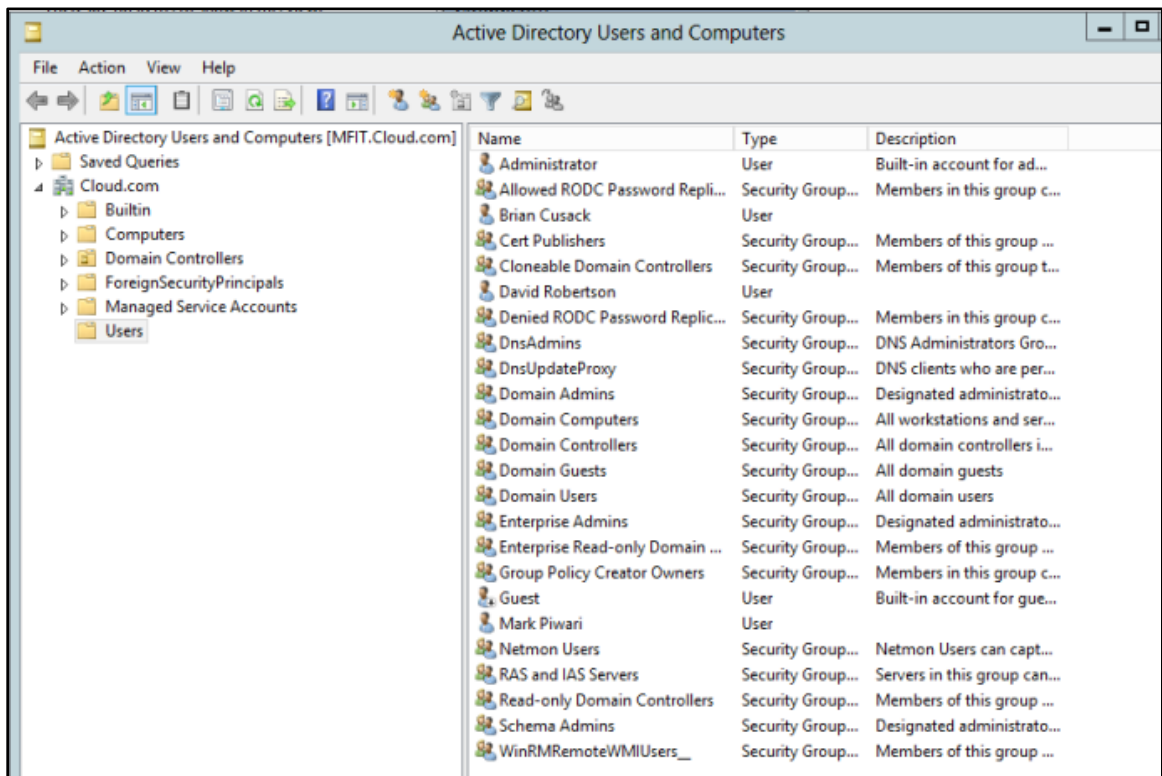 Active Directory Users and Computers
File Action View Help
Active Directory Users and Computers [MFIT.Cloud.com]
Saved Queries
Cloud.com
Builtin
Computers
Domain Controllers
ForeignSecurityPrincipals
Managed Service Accounts
Users
Name Type Description
Administrator User Built-in account for ad...
Allowed RODC Password Repli... Security Group... Members in this group c...
Brian Cusack User
Cert Publishers Security Group... Members of this group ...
Cloneable Domain Controllers Security Group... Members of this group t...
David Robertson User
Denied RODC Password Replic... Security Group... Members in this group c...
DnsAdmins Security Group... DNS Administrators Gro...
DnsUpdateProxy Security Group... DNS clients who are per...
Domain Admins Security Group... Designated administrato...
Domain Computers Security Group... All workstations and ser...
Domain Controllers Security Group... All domain controllers i...
Domain Guests Security Group... All domain guests
Domain Users Security Group... All domain users
Enterprise Admins Security Group... Designated administrato...
Enterprise Read-only Domain ... Security Group... Members of this group ...
Group Policy Creator Owners Security Group... Members in this group c...
Guest User Built-in account for gue...
Mark Piwari User
Netmon Users Security Group... Netmon Users can capt...
RAS and IAS Servers Security Group... Servers in this group can...
Read-only Domain Controllers Security Group... Members of this group ...
Schema Admins Security Group... Designated administrato...
WinRMRemoteWMIUsers__ Security Group... Members of this group ...